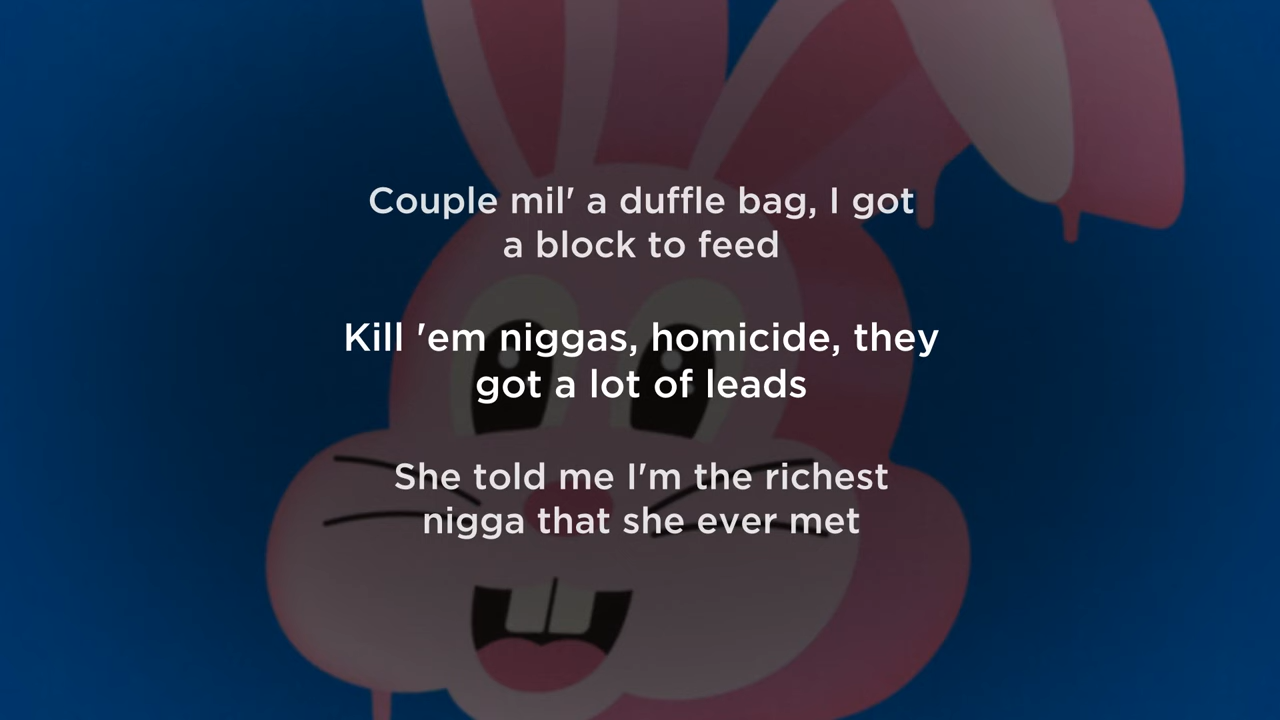 Couple mil' a duffle bag, I got
a block to feed
Kill 'em niggas, homicide, they
got a lot of leads
She told me I'm the richest
nigga that she ever met